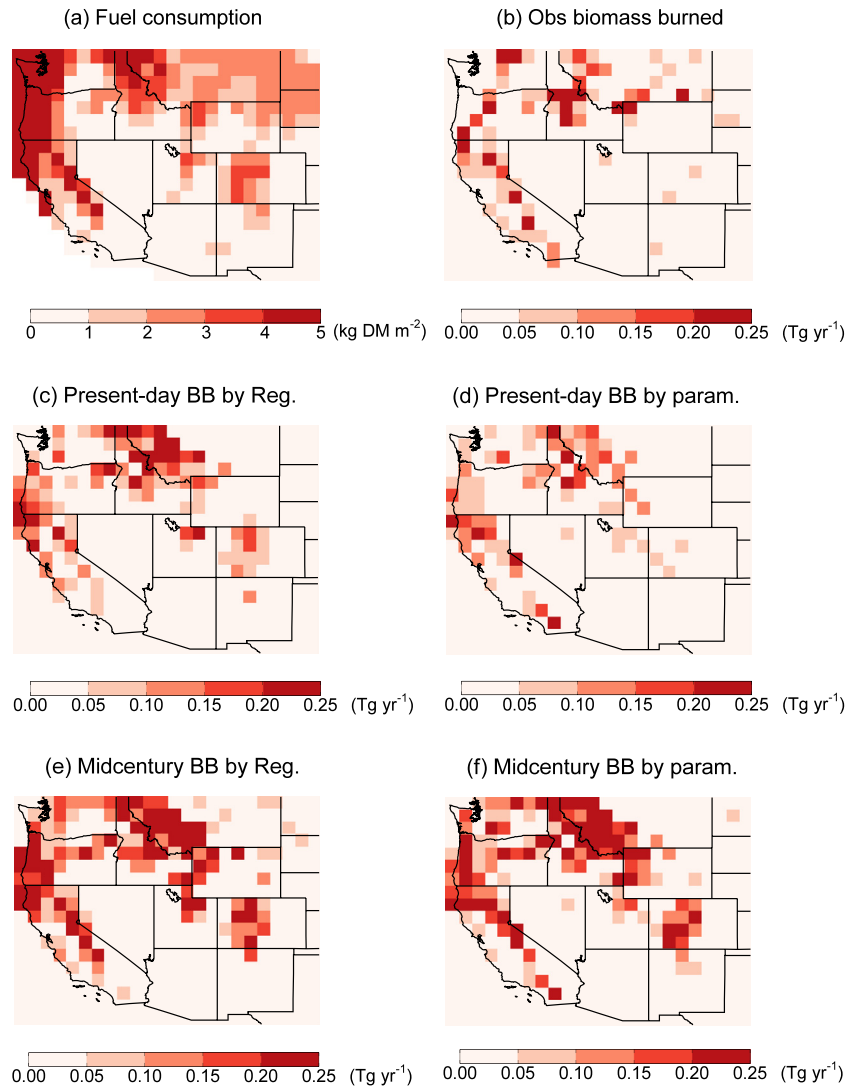 (a) Fuel consumption
(b) Obs biomass burned
0 1 2 3 4 5 (kg DM m⁻²)
0.00 0.05 0.10 0.15 0.20 0.25 (Tg yr⁻¹)
(c) Present-day BB by Reg.
(d) Present-day BB by param.
0.00 0.05 0.10 0.15 0.20 0.25 (Tg yr⁻¹)
0.00 0.05 0.10 0.15 0.20 0.25 (Tg yr⁻¹)
(e) Midcentury BB by Reg.
(f) Midcentury BB by param.
0.00 0.05 0.10 0.15 0.20 0.25 (Tg yr⁻¹)
0.00 0.05 0.10 0.15 0.20 0.25 (Tg yr⁻¹)